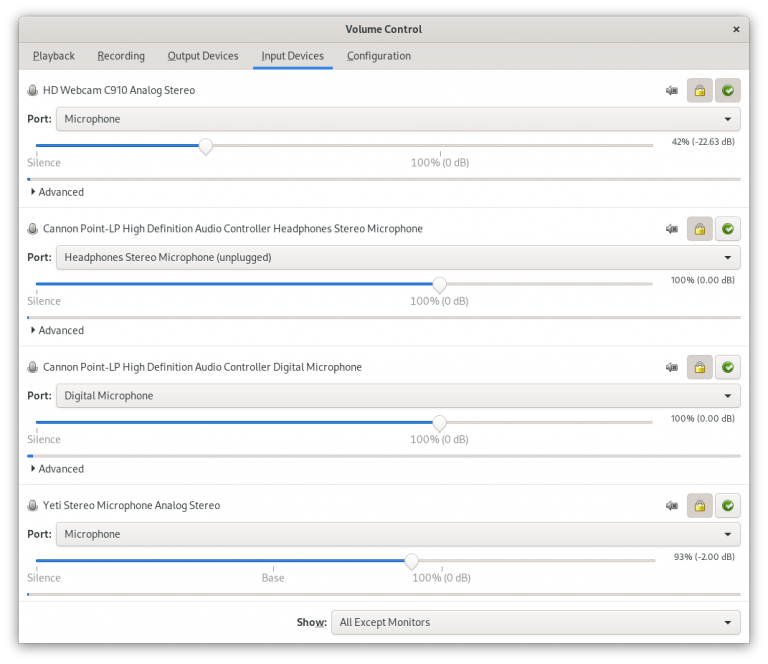 Volume Control
Playback Recording Output Devices Input Devices Configuration
HD Webcam C910 Analog Stereo
Port: Microphone
42% (-22.63 dB)
Silence 100% (0 dB)
Advanced
Cannon Point-LP High Definition Audio Controller Headphones Stereo Microphone
Port: Headphones Stereo Microphone (unplugged)
100% (0.00 dB)
Silence 100% (0 dB)
Advanced
Cannon Point-LP High Definition Audio Controller Digital Microphone
Port: Digital Microphone
100% (0.00 dB)
Silence 100% (0 dB)
Advanced
Yeti Stereo Microphone Analog Stereo
Port: Microphone
93% (-2.00 dB)
Silence Base 100% (0 dB)
Show: All Except Monitors